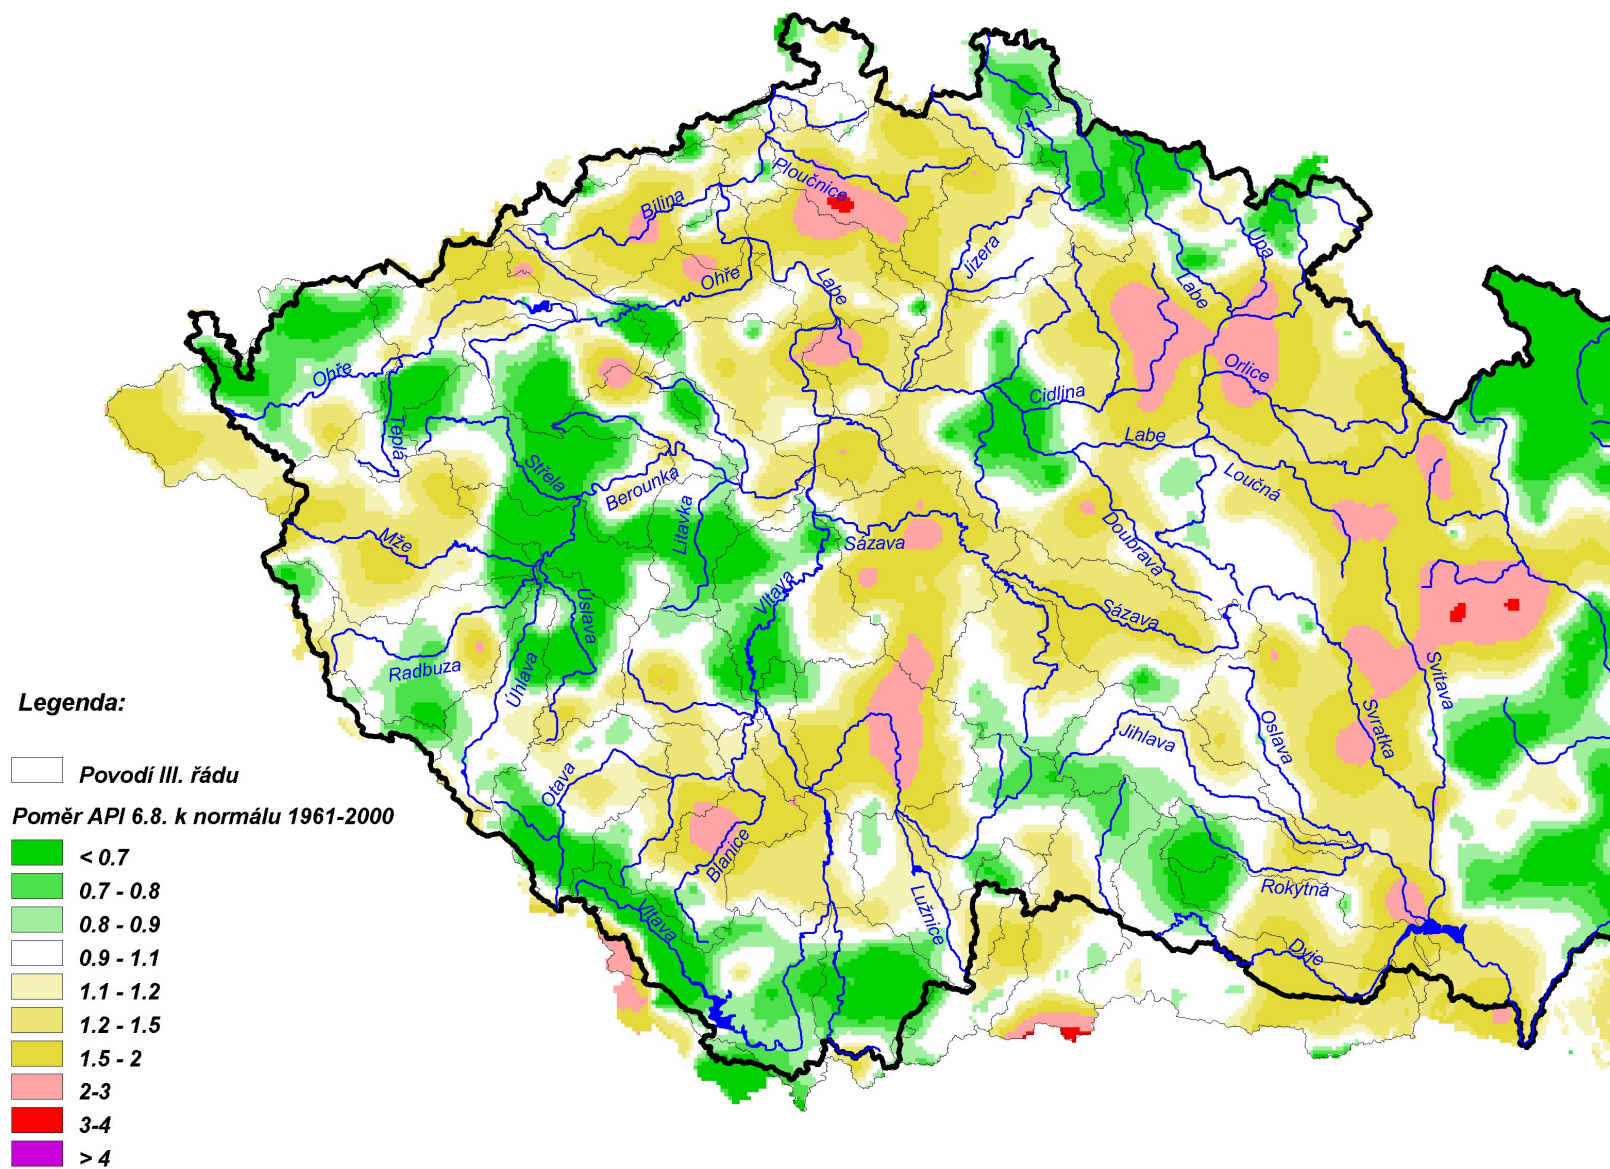 Ploučnice
Bílina
Ohře
Labe
Jizera
Labe
Úpa
Ohře
Teplá
Střela
Berounka
Litavka
Cidlina
Orlice
Labe
Loučná
Mže
Úslava
Vltava
Sázava
Doubrava
Sázava
Radbuza
Úhlava
Svitava
Svratka
Oslava
Jihlava
Otava
Blanice
Lužnice
Vltava
Rokytná
Dyje
Legenda:
Povodí III. řádu
Poměr API 6.8. k normálu 1961-2000
< 0.7
0.7 - 0.8
0.8 - 0.9
0.9 - 1.1
1.1 - 1.2
1.2 - 1.5
1.5 - 2
2-3
3-4
> 4